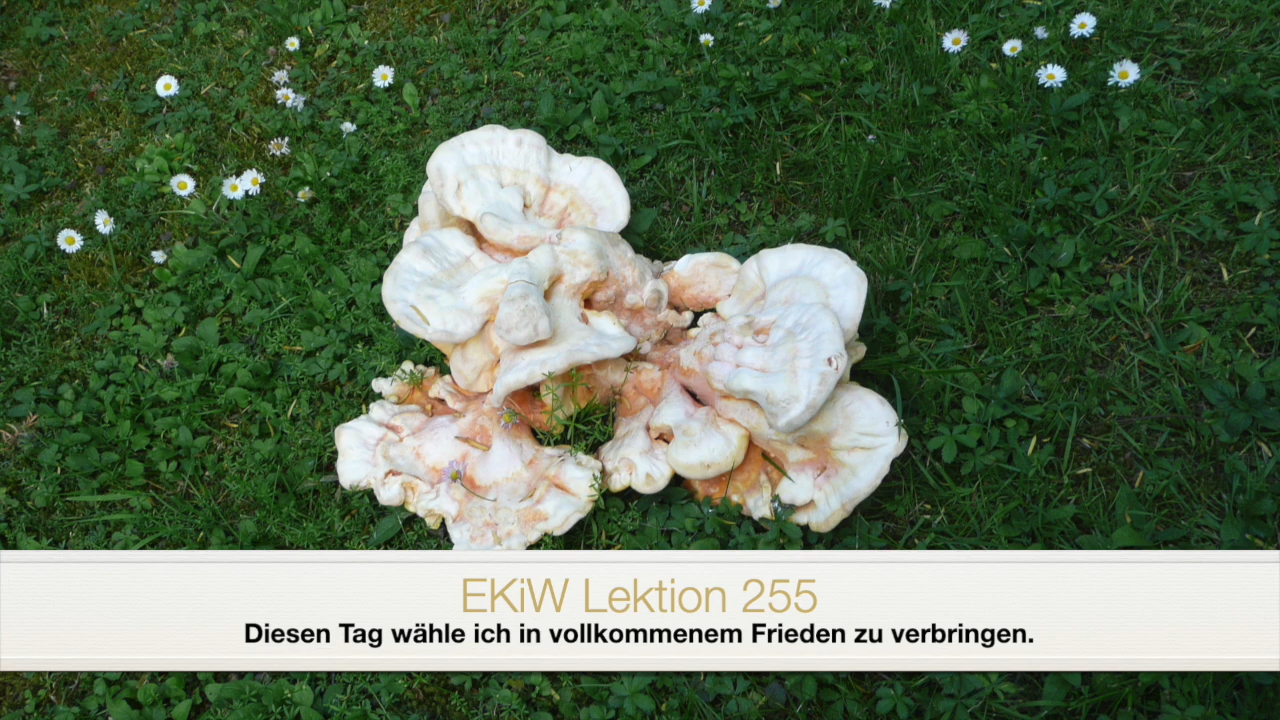 EKiW Lektion 255
Diesen Tag wähle ich in vollkommenem Frieden zu verbringen.